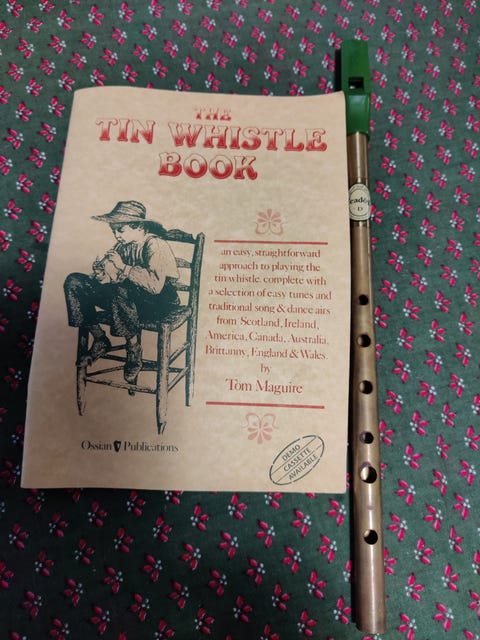 THE
TIN WHISTLE
BOOK
an easy, straightforward
approach to playing the
tin whistle, complete with
a selection of easy tunes and
traditional song & dance airs
from Scotland, Ireland,
America, Canada, Australia,
Brittanny, England & Wales.
by
Tom Maguire
Ossian Publications
DEMO
CASSETTE
AVAILABLE
D